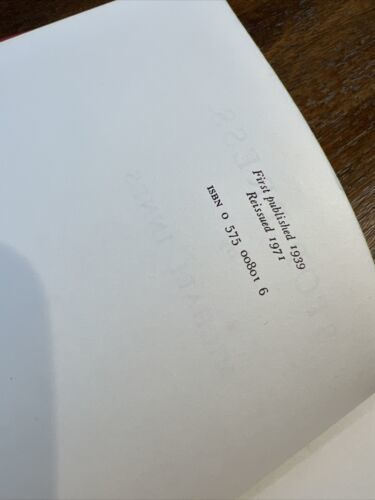 First published 1939
Reissued 1971
ISBN 0 575 00801 6